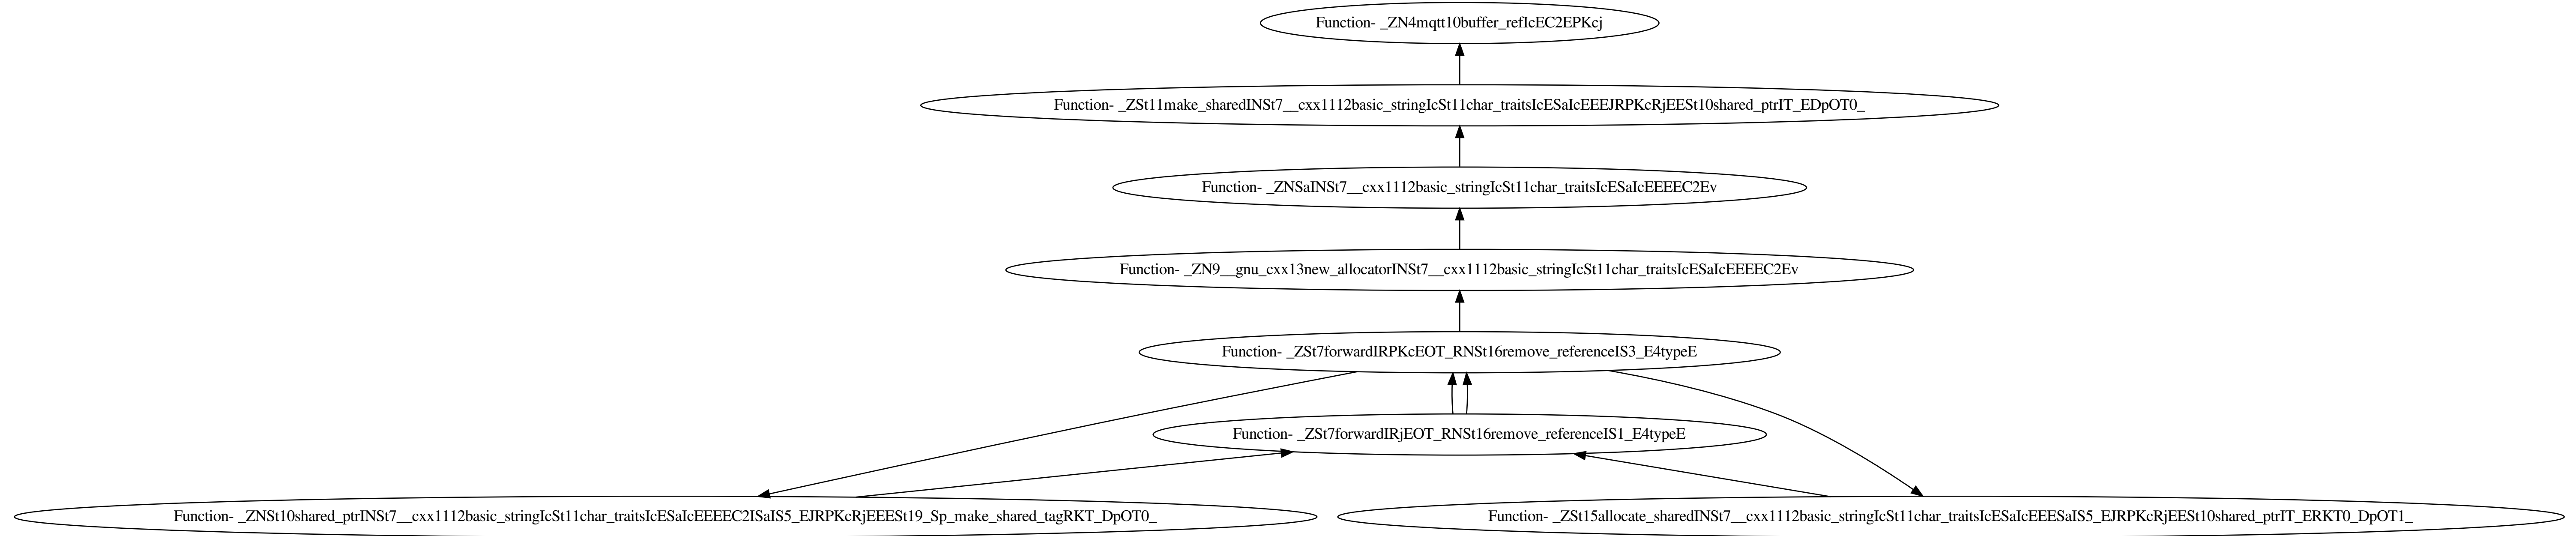 Function- _ZN4mqtt10buffer_refIcEC2EPKcj
Function- _ZSt11make_sharedINSt7__cxx1112basic_stringIcSt11char_traitsIcESaIcEEEJRPKcRjEESt10shared_ptrIT_EDpOT0_
Function- _ZNSaINSt7__cxx1112basic_stringIcSt11char_traitsIcESaIcEEEEC2Ev
Function- _ZN9__gnu_cxx13new_allocatorINSt7__cxx1112basic_stringIcSt11char_traitsIcESaIcEEEEC2Ev
Function- _ZSt7forwardIRPKcEOT_RNSt16remove_referenceIS3_E4typeE
Function- _ZSt7forwardIRjEOT_RNSt16remove_referenceIS1_E4typeE
Function- _ZNSt10shared_ptrINSt7__cxx1112basic_stringIcSt11char_traitsIcESaIcEEEEC2ISaIS5_EJRPKcRjEEESt19_Sp_make_shared_tagRKT_DpOT0_
Function- _ZSt15allocate_sharedINSt7__cxx1112basic_stringIcSt11char_traitsIcESaIcEEESaIS5_EJRPKcRjEESt10shared_ptrIT_ERKT0_DpOT1_